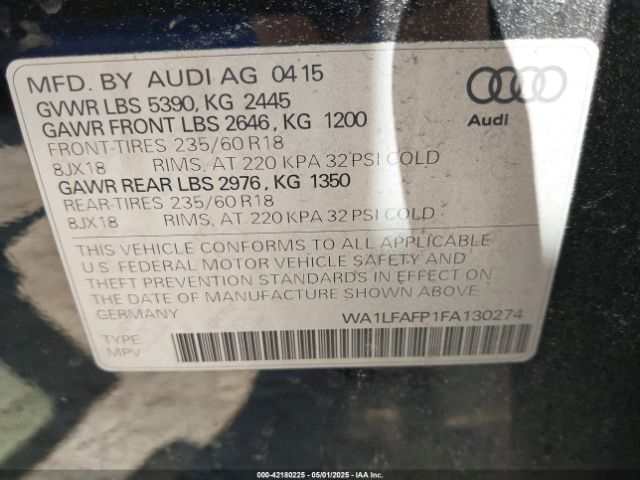 MFD. BY AUDI AG 04 15
GVWR LBS 5390, KG 2445
GAWR FRONT LBS 2646, KG 1200
FRONT-TIRES 235/60 R18
8JX18 RIMS, AT 220 KPA 32 PSI COLD
GAWR REAR LBS 2976, KG 1350
REAR-TIRES 235/60 R18
8JX18 RIMS, AT 220 KPA 32 PSI COLD
Audi
THIS VEHICLE CONFORMS TO ALL APPLICABLE
U.S. FEDERAL MOTOR VEHICLE SAFETY AND
THEFT PREVENTION STANDARDS IN EFFECT ON
THE DATE OF MANUFACTURE SHOWN ABOVE.
GERMANY WA1LFAFP1FA130274
TYPE
MPV
000-42180225 - 05/01/2025 - IAA Inc.